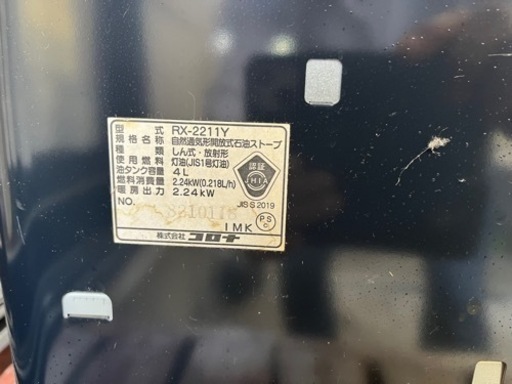 型式 RX-2211Y
規格名称 自然通気形開放式石油ストーブ
種類 しん式・放射形
使用燃料 灯油(JIS1号灯油)
油タンク容量 4L
燃料消費量 2.24kW(0.218L/h)
暖房出力 2.24kW
NO.
認証
JHIA
JIS S 2019
1MK
PS
C
株式会社 コロナ